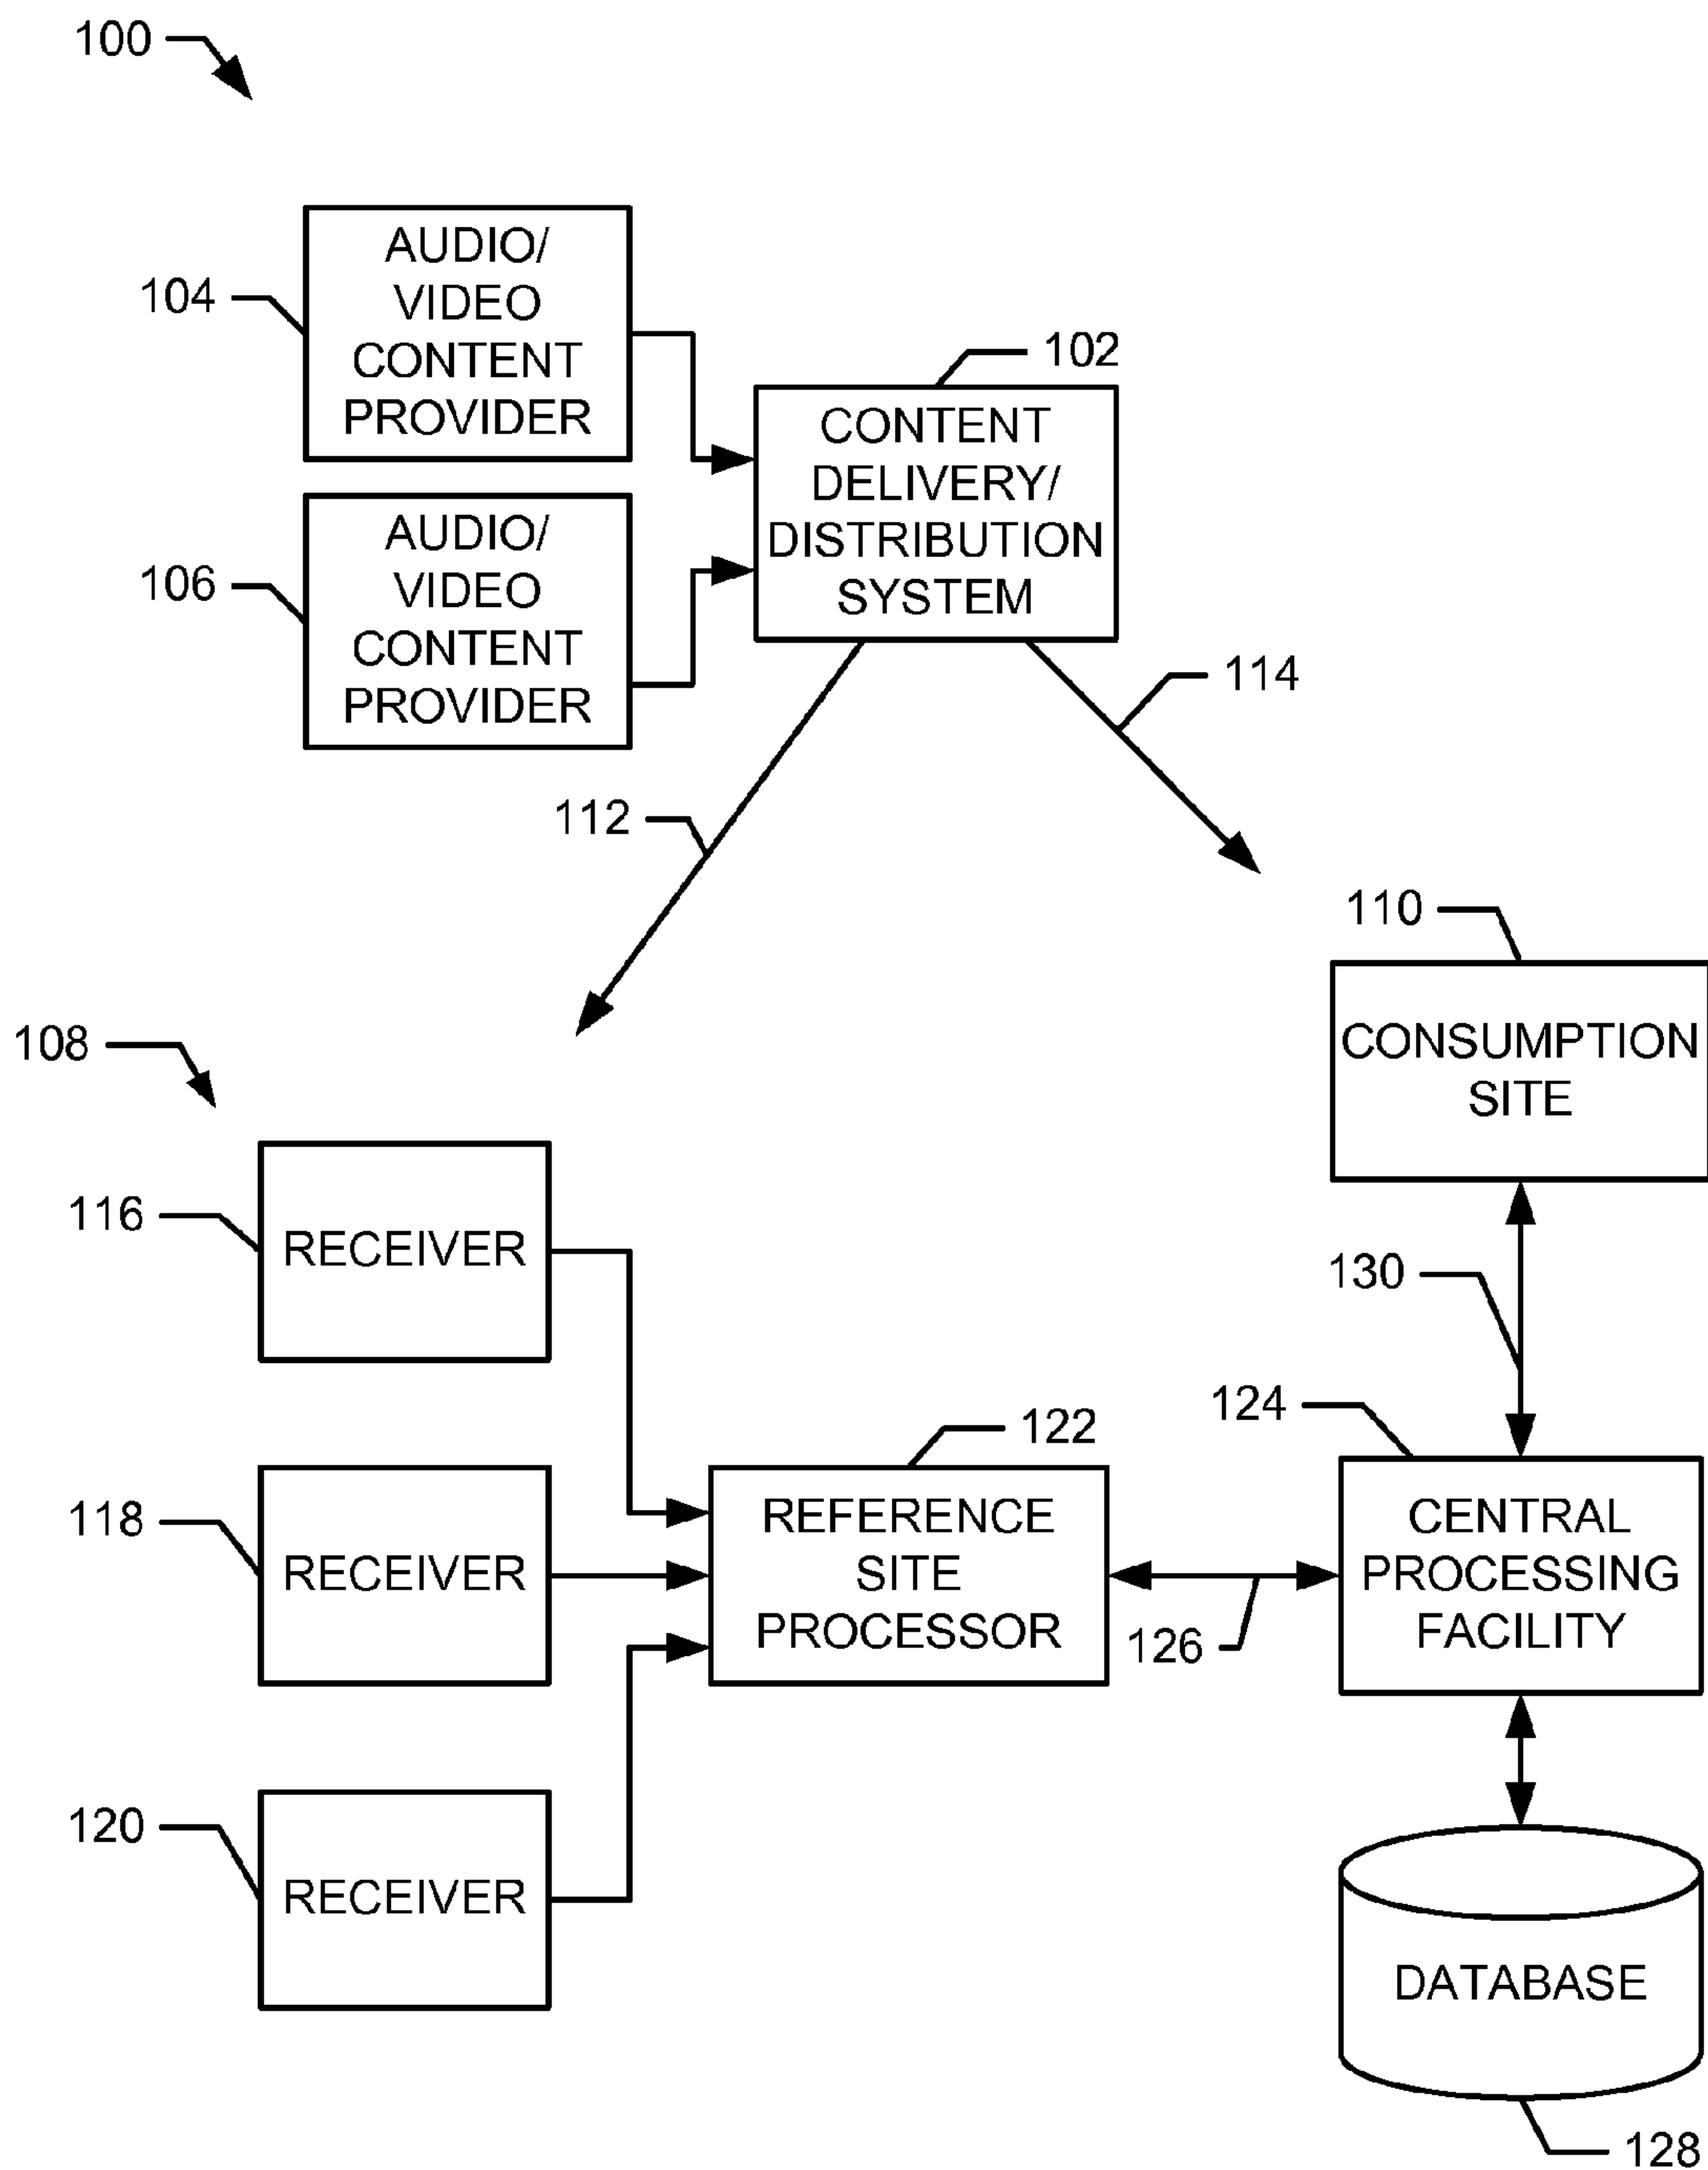 100
104
AUDIO/
VIDEO
CONTENT
PROVIDER
102
CONTENT
DELIVERY/
DISTRIBUTION
SYSTEM
106
AUDIO/
VIDEO
CONTENT
PROVIDER
114
112
110
CONSUMPTION
SITE
108
116
RECEIVER
130
124
122
118
RECEIVER
REFERENCE
SITE
PROCESSOR
126
CENTRAL
PROCESSING
FACILITY
120
RECEIVER
DATABASE
128